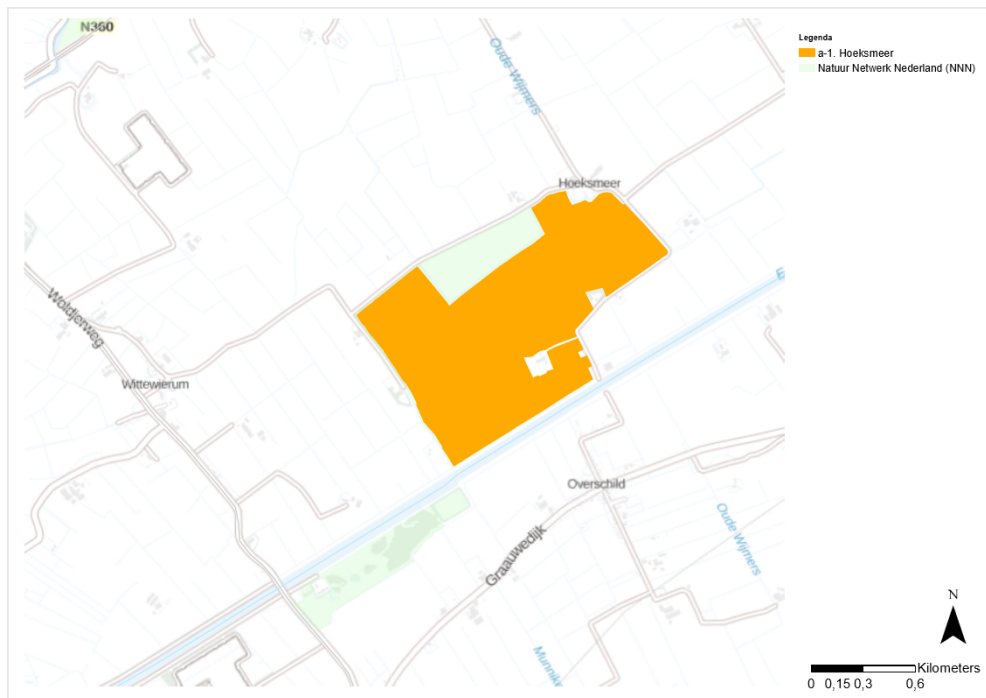 N360
Oude Wijmers
Hoeksmeer
Woldjerweg
Wittewierum
Overschild
Graauwedijk
Oude Wijmers
Munnike
Legenda
a-1. Hoeksmeer
Natuur Netwerk Nederland (NNN)
N
Kilometers
0 0,15 0,3 0,6